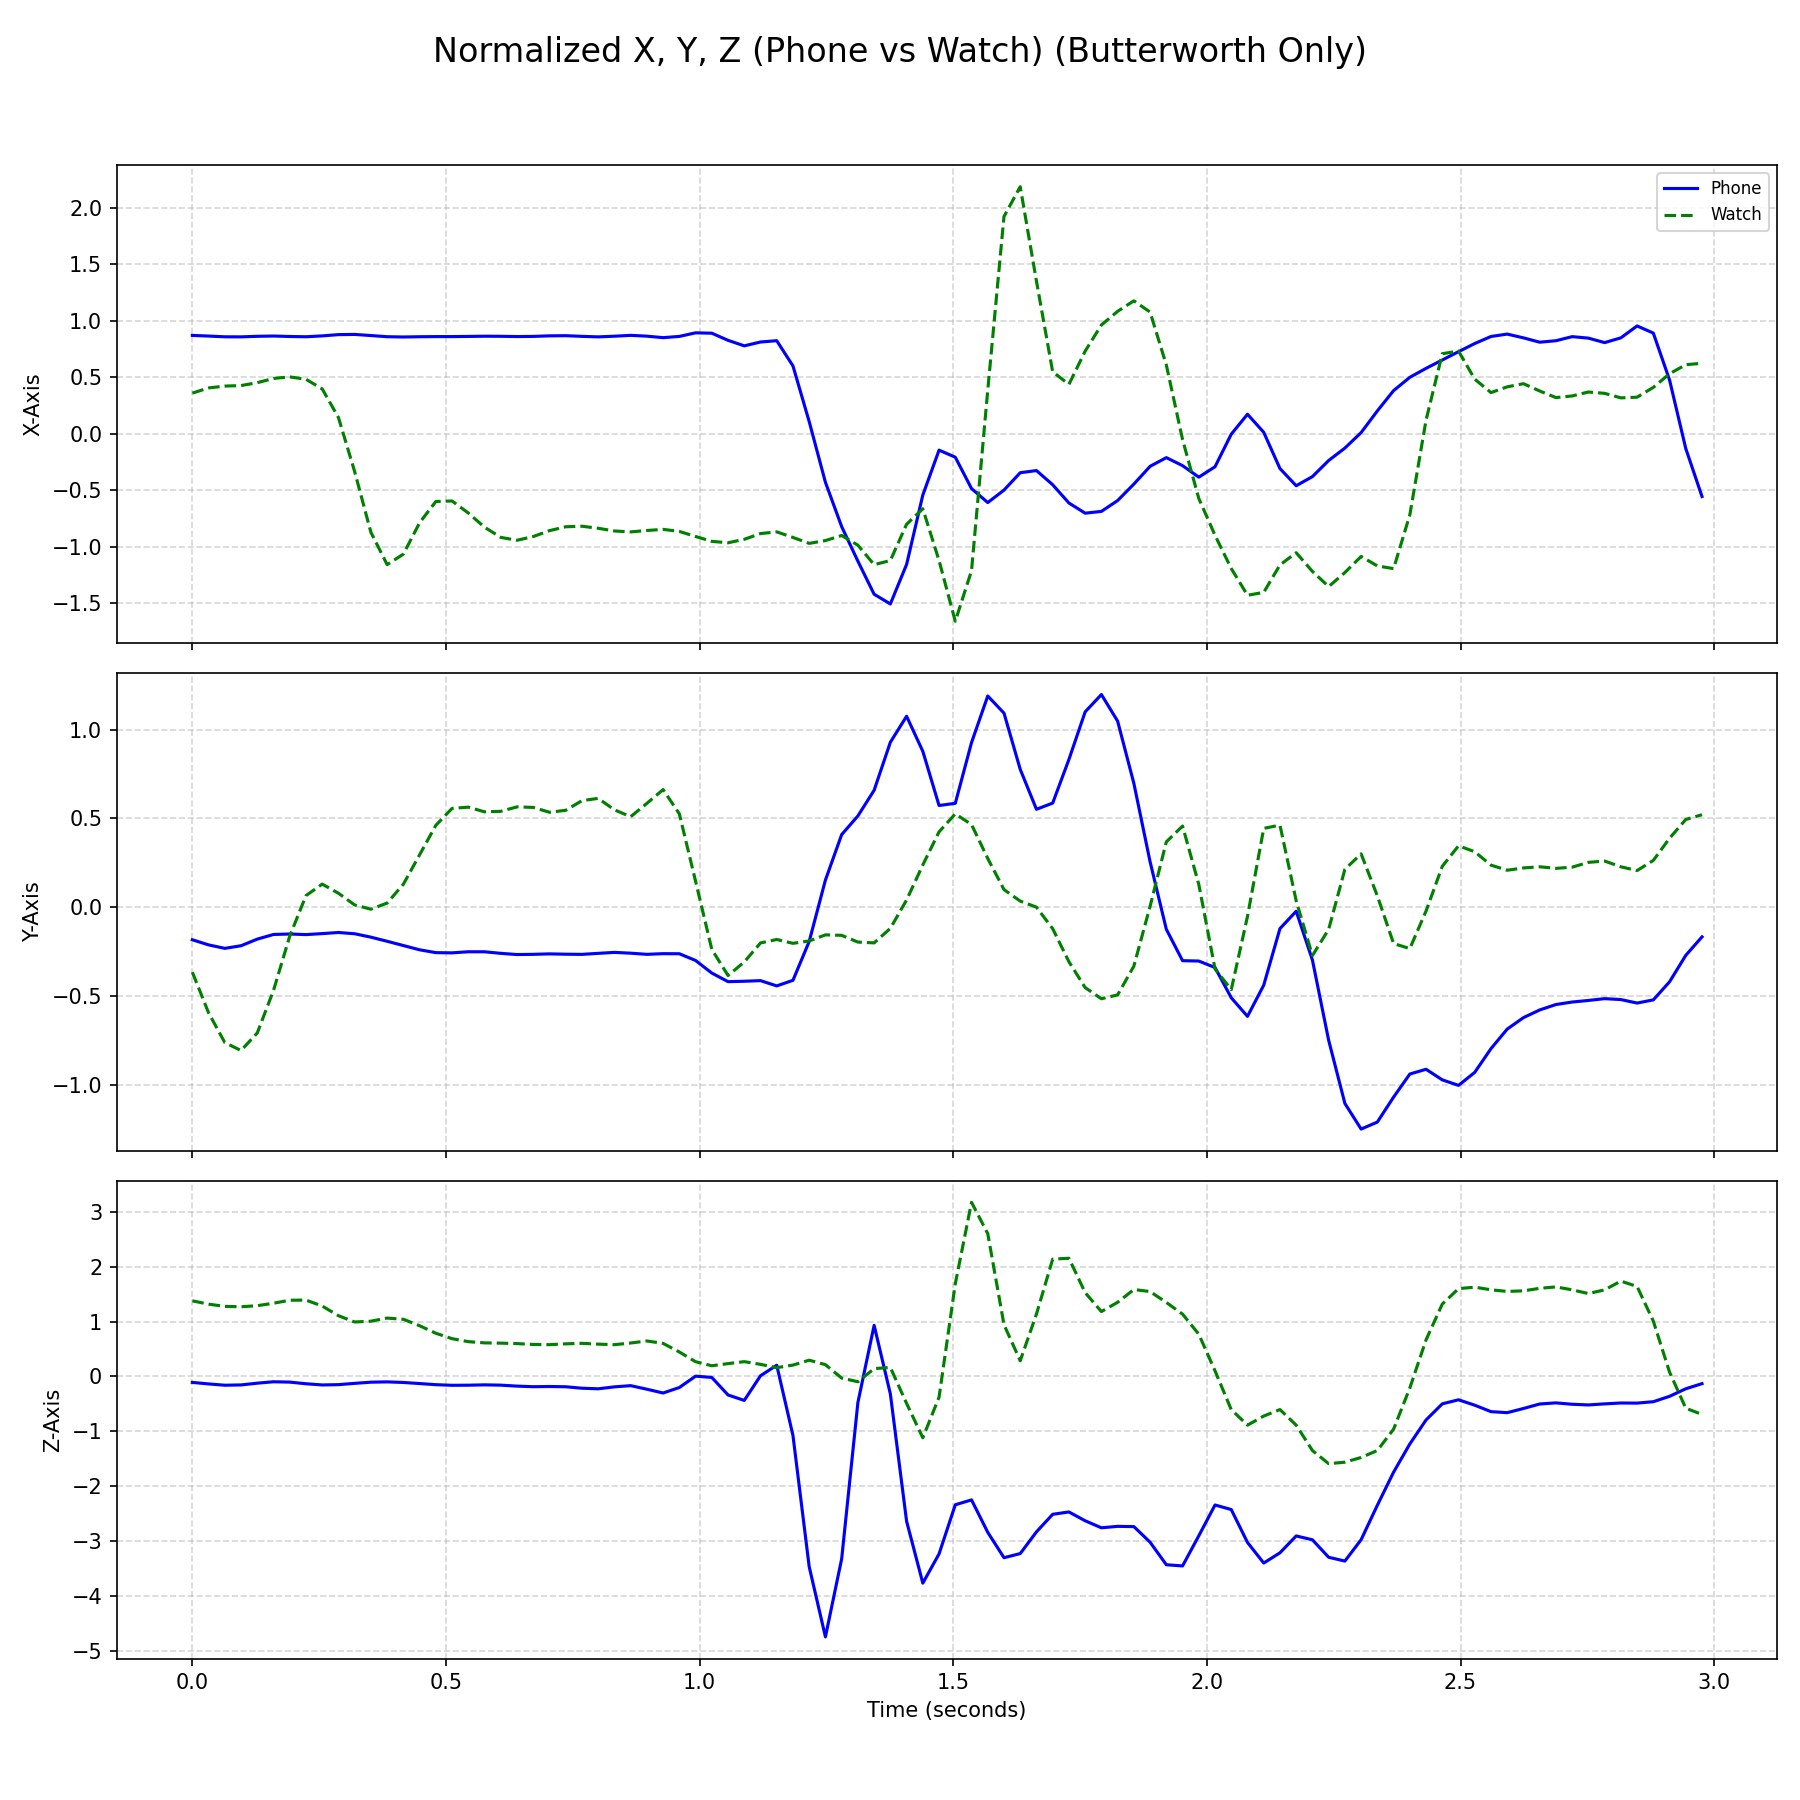 Normalized X, Y, Z (Phone vs Watch) (Butterworth Only)
Phone
Watch
2.0
1.5
1.0
0.5
0.0
−0.5
−1.0
−1.5
X-Axis
1.0
0.5
0.0
−0.5
−1.0
Y-Axis
3
2
1
0
−1
−2
−3
−4
−5
Z-Axis
0.0 0.5 1.0 1.5 2.0 2.5 3.0
Time (seconds)